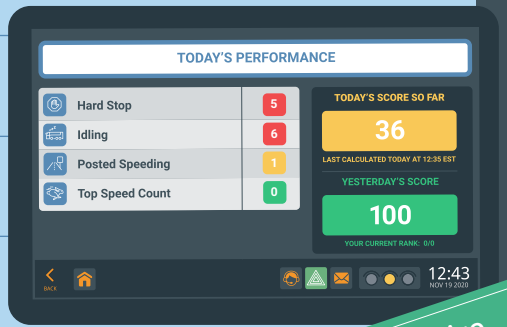 TODAY'S PERFORMANCE
Hard Stop 5
Idling 6
Posted Speeding 1
Top Speed Count 0
TODAY'S SCORE SO FAR
36
LAST CALCULATED TODAY AT 12:35 EST
YESTERDAY'S SCORE
100
YOUR CURRENT RANK: 0/0
BACK
12:43
NOV 19 2020